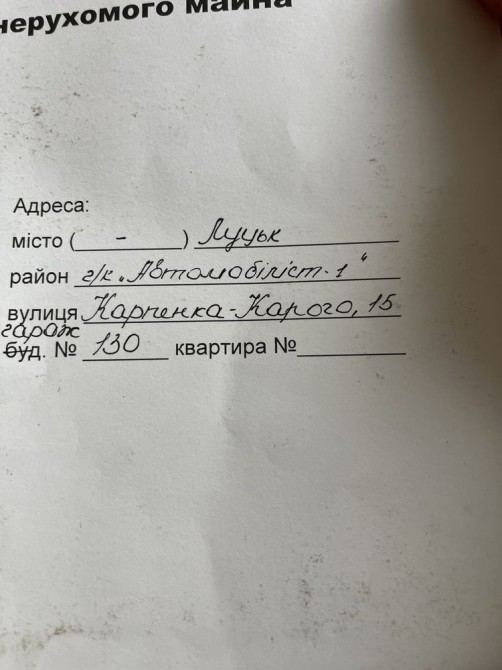 нерухомого майна
Адреса:
місто ( - ) Луцьк
район г/к „Автомобіліст-1"
вулиця Карпенка-Карого, 15
гараж
буд. № 130 квартира №